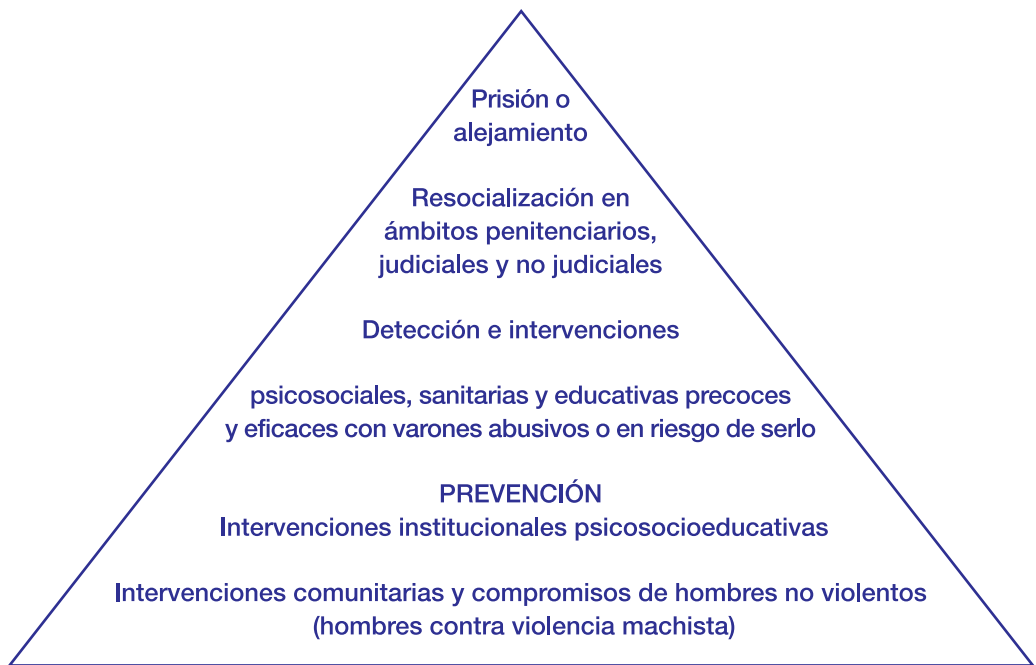 Prisión o
alejamiento
Resocialización en
ámbitos penitenciarios,
judiciales y no judiciales
Detección e intervenciones
psicosociales, sanitarias y educativas precoces
y eficaces con varones abusivos o en riesgo de serlo
PREVENCIÓN
Intervenciones institucionales psicosocioeducativas
Intervenciones comunitarias y compromisos de hombres no violentos
(hombres contra violencia machista)